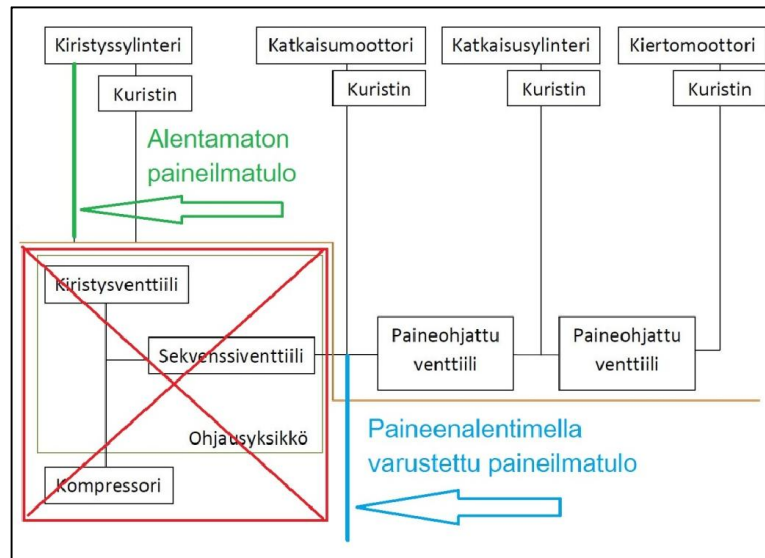 Kiristyssylinteri
Katkaisumoottori
Katkaisusylinteri
Kiertomoottori
Kuristin
Kuristin
Kuristin
Kuristin
Alentamaton
paineilmatulo
Kiristysventtiili
Sekvenssiventtiili
Paineohjattu
venttiili
Paineohjattu
venttiili
Ohjausyksikkö
Kompressori
Paineenalentimella
varustettu paineilmatulo